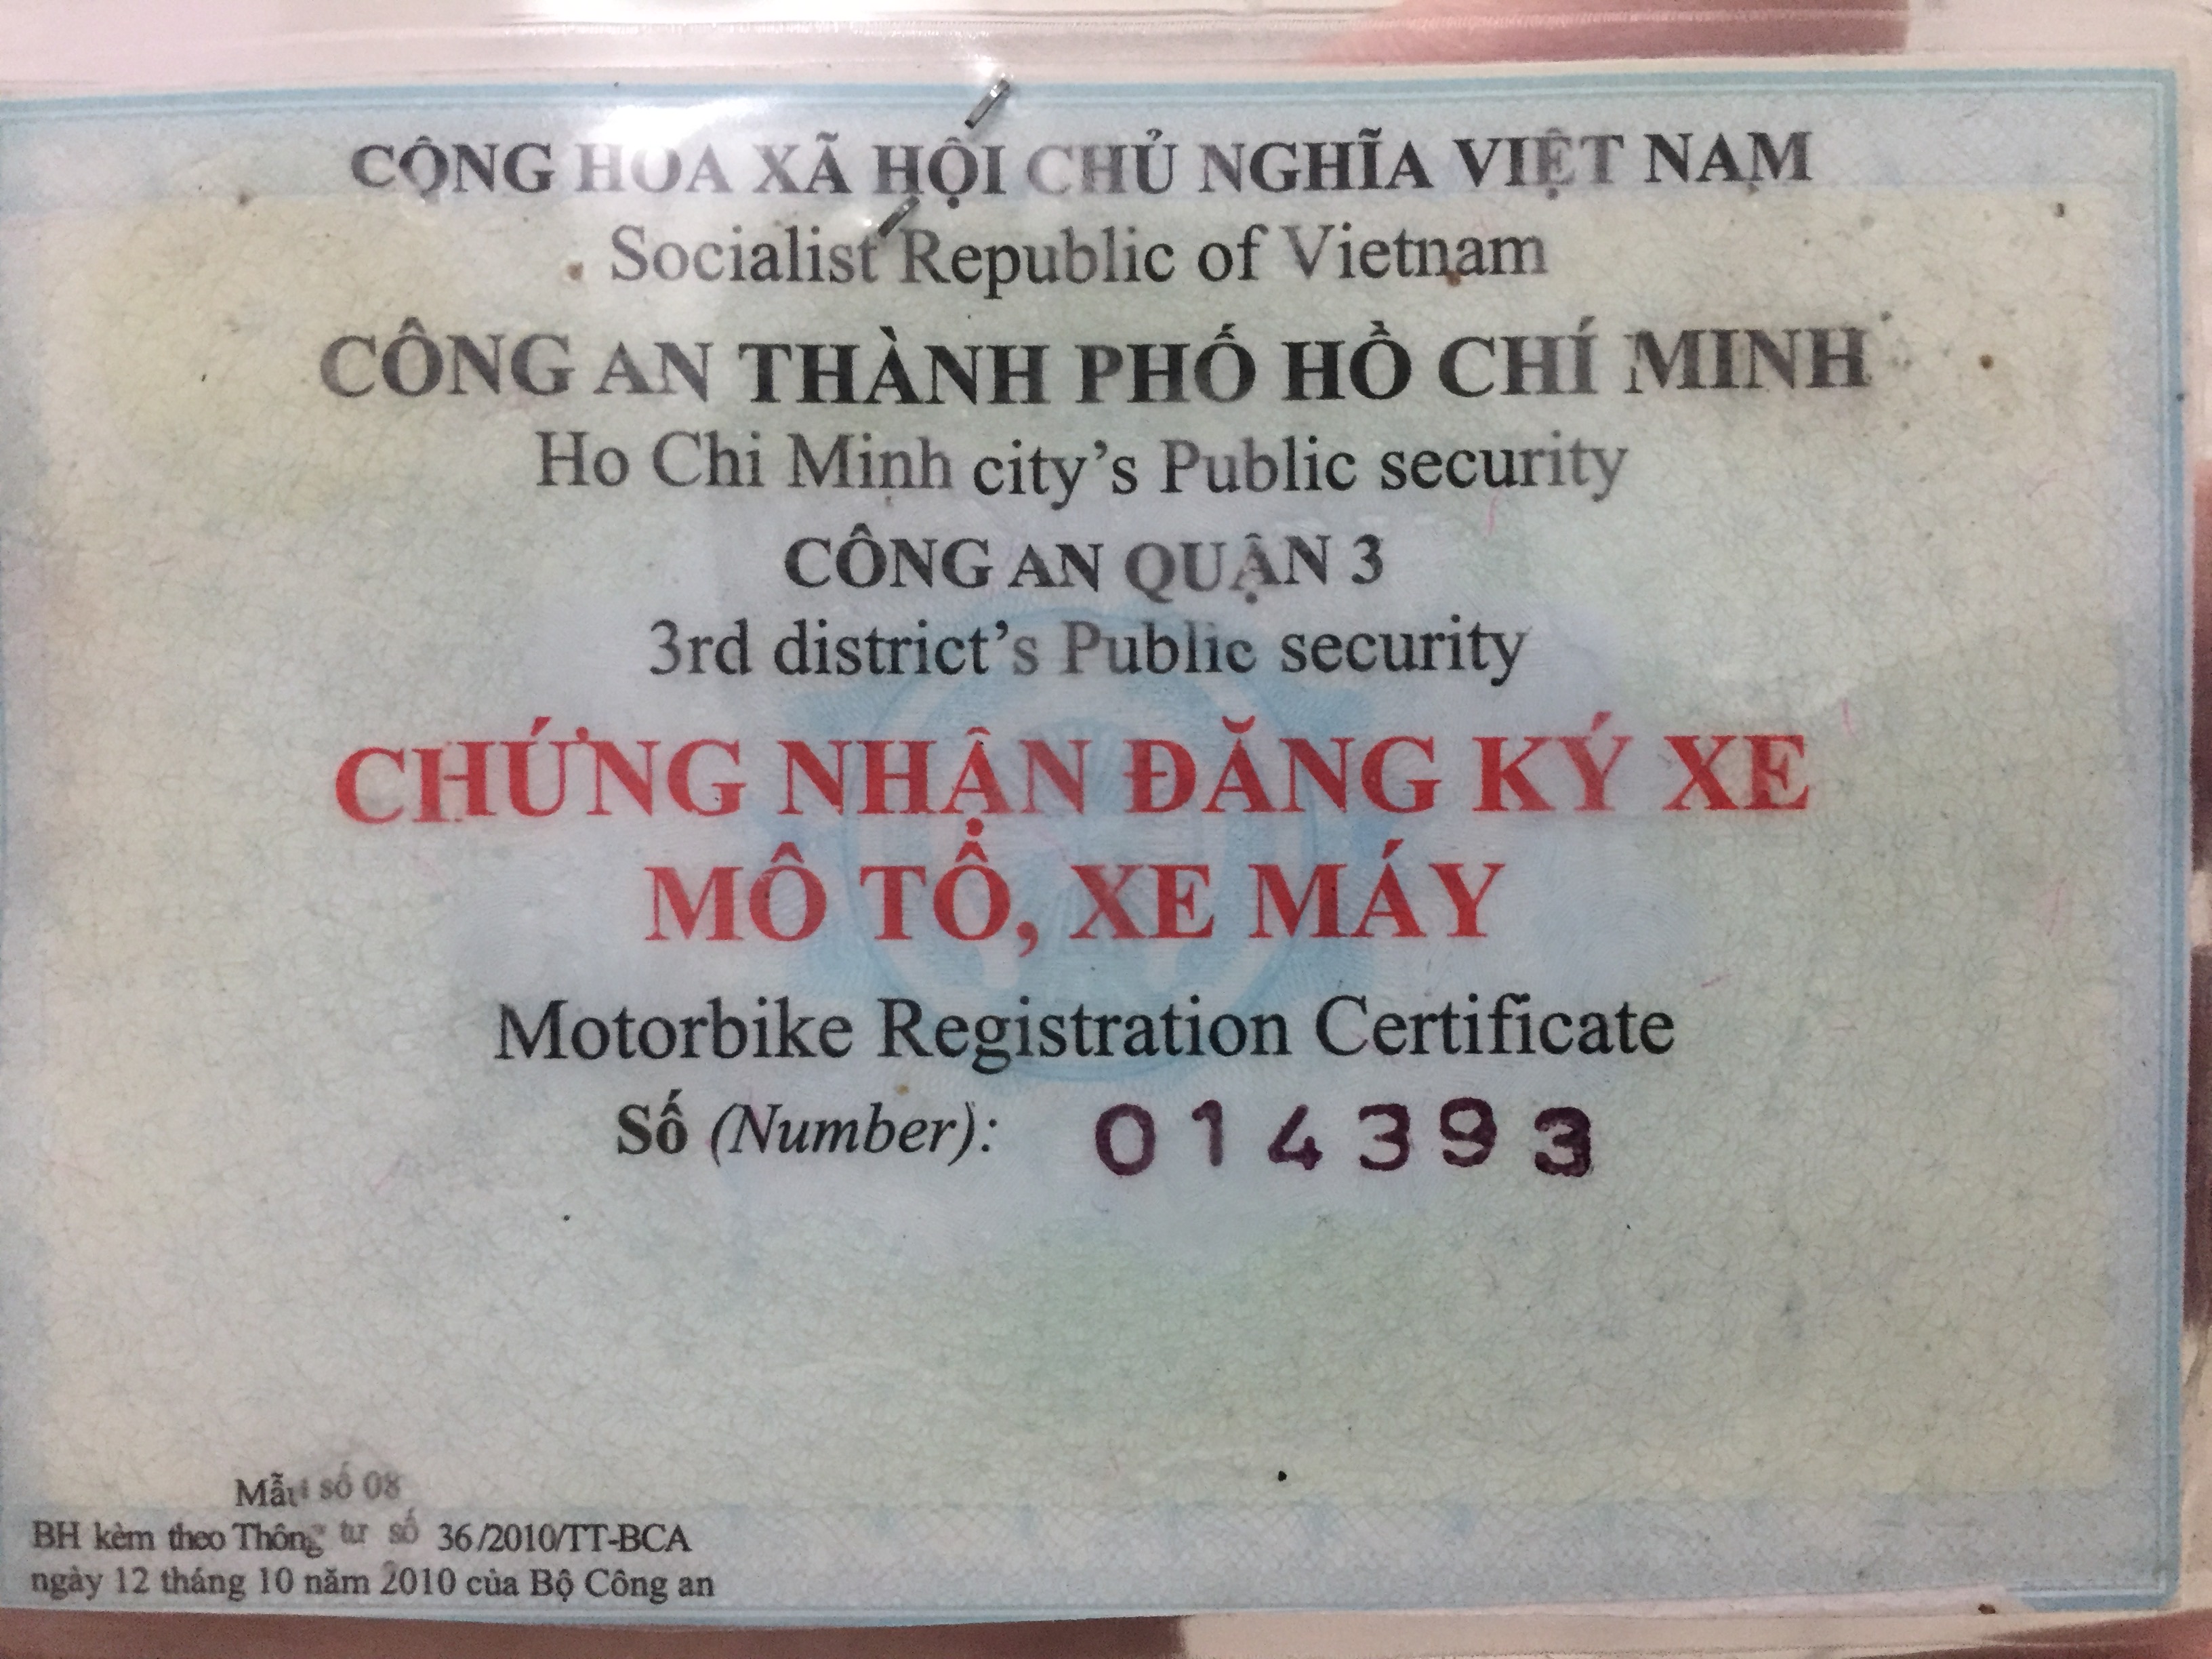 CỘNG HÒA XÃ HỘI CHỦ NGHĨA VIỆT NAM
Socialist Republic of Vietnam
CÔNG AN THÀNH PHỐ HỒ CHÍ MINH
Ho Chi Minh city's Public security
CÔNG AN QUẬN 3
3rd district's Public security
CHỨNG NHẬN ĐĂNG KÝ XE
MÔ TÔ, XE MÁY
Motorbike Registration Certificate
Số (Number): 014393
Mẫu số 08
BH kèm theo Thông tư số 36/2010/TT-BCA
ngày 12 tháng 10 năm 2010 của Bộ Công an